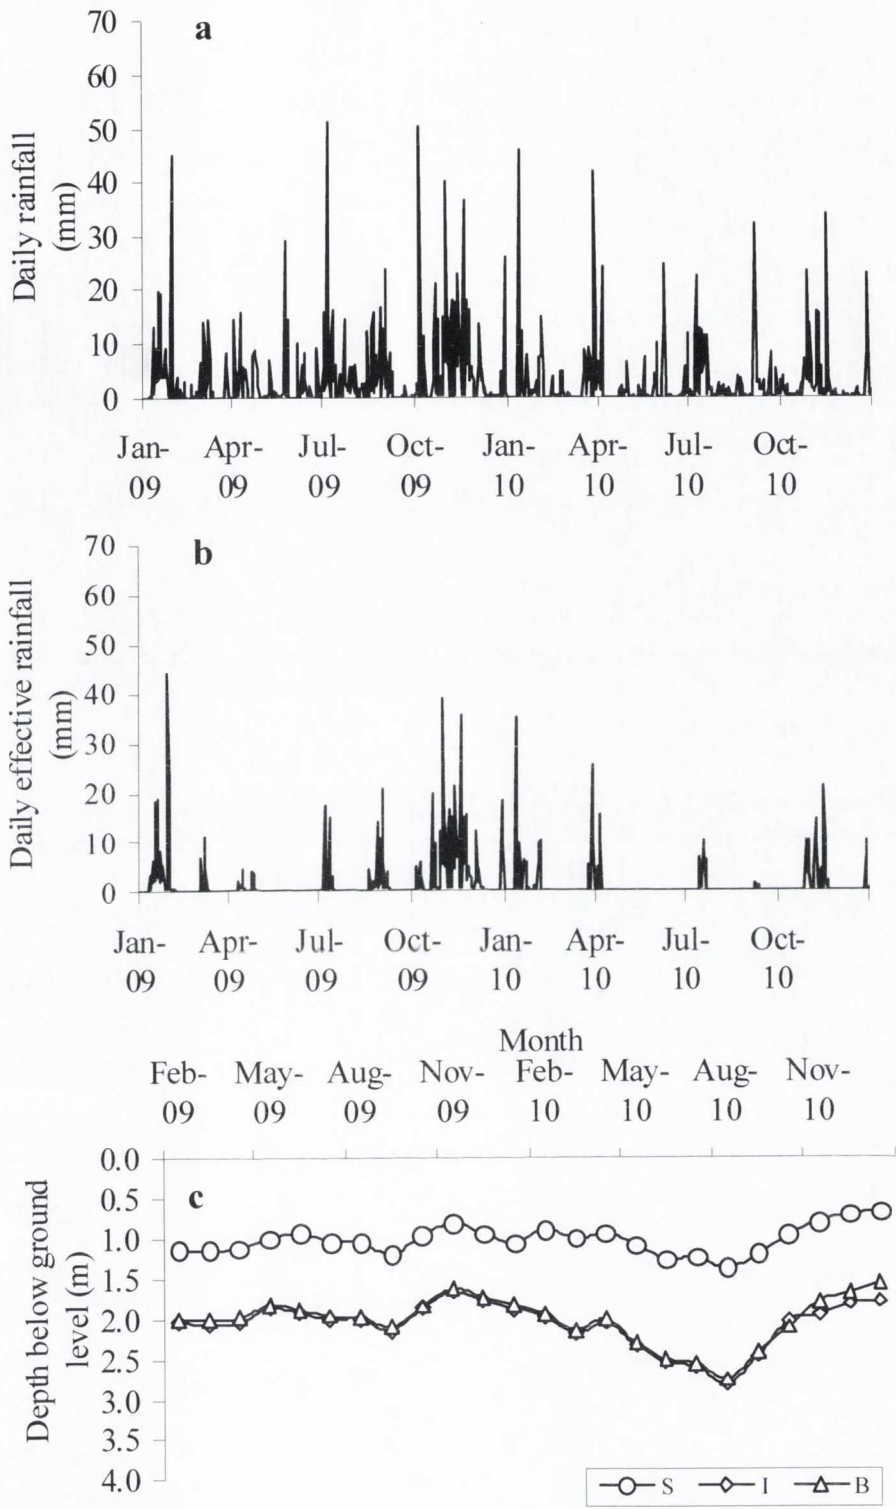 a
Daily rainfall
(mm)
70
60
50
40
30
20
10
0
Jan-
09
Apr-
09
Jul-
09
Oct-
09
Jan-
10
Apr-
10
Jul-
10
Oct-
10
b
Daily effective rainfall
(mm)
70
60
50
40
30
20
10
0
Jan-
09
Apr-
09
Jul-
09
Oct-
09
Jan-
10
Apr-
10
Jul-
10
Oct-
10
Month
Feb-
09
May-
09
Aug-
09
Nov-
09
Feb-
10
May-
10
Aug-
10
Nov-
10
c
Depth below ground
level (m)
0.0
0.5
1.0
1.5
2.0
2.5
3.0
3.5
4.0
S I B